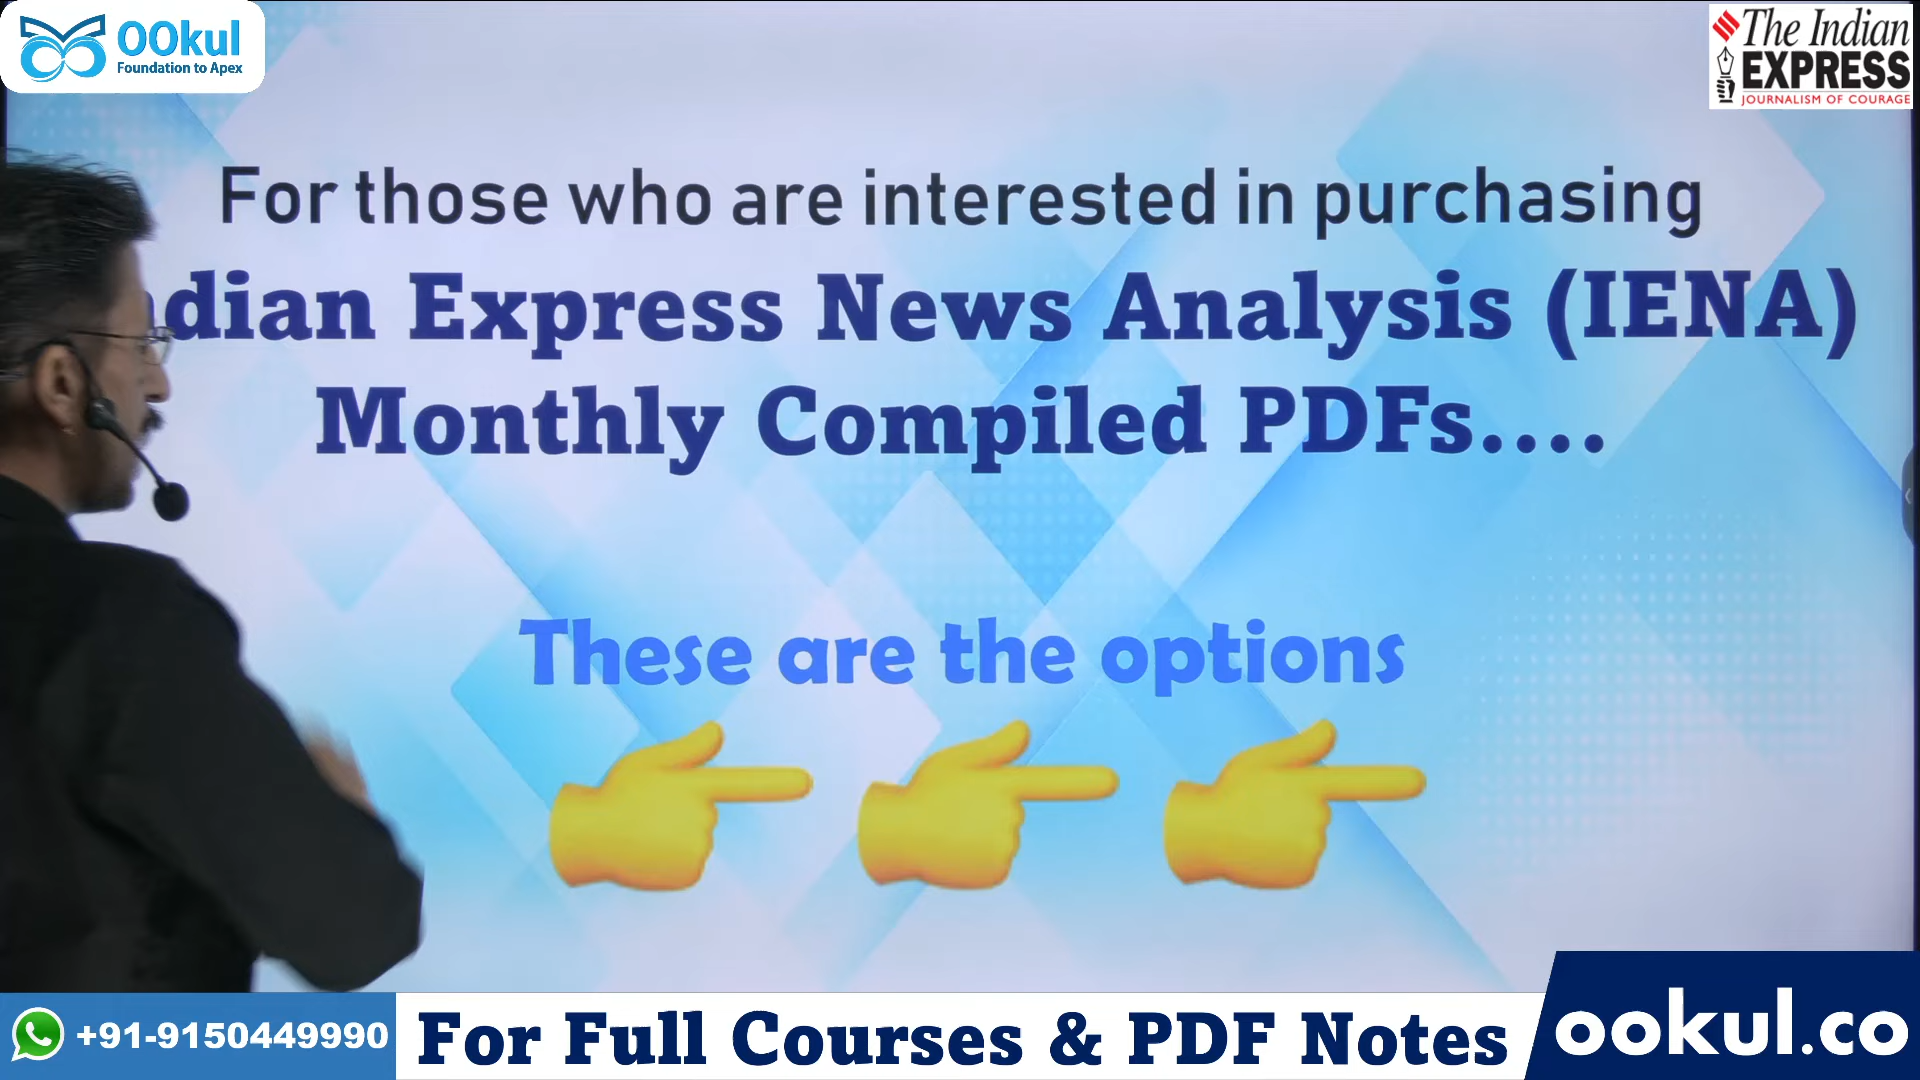 OOkul
Foundation to Apex
The Indian
EXPRESS
JOURNALISM OF COURAGE
For those who are interested in purchasing
ndian Express News Analysis (IENA)
Monthly Compiled PDFs....
These are the options
+91-9150449990
For Full Courses & PDF Notes
ookul.co